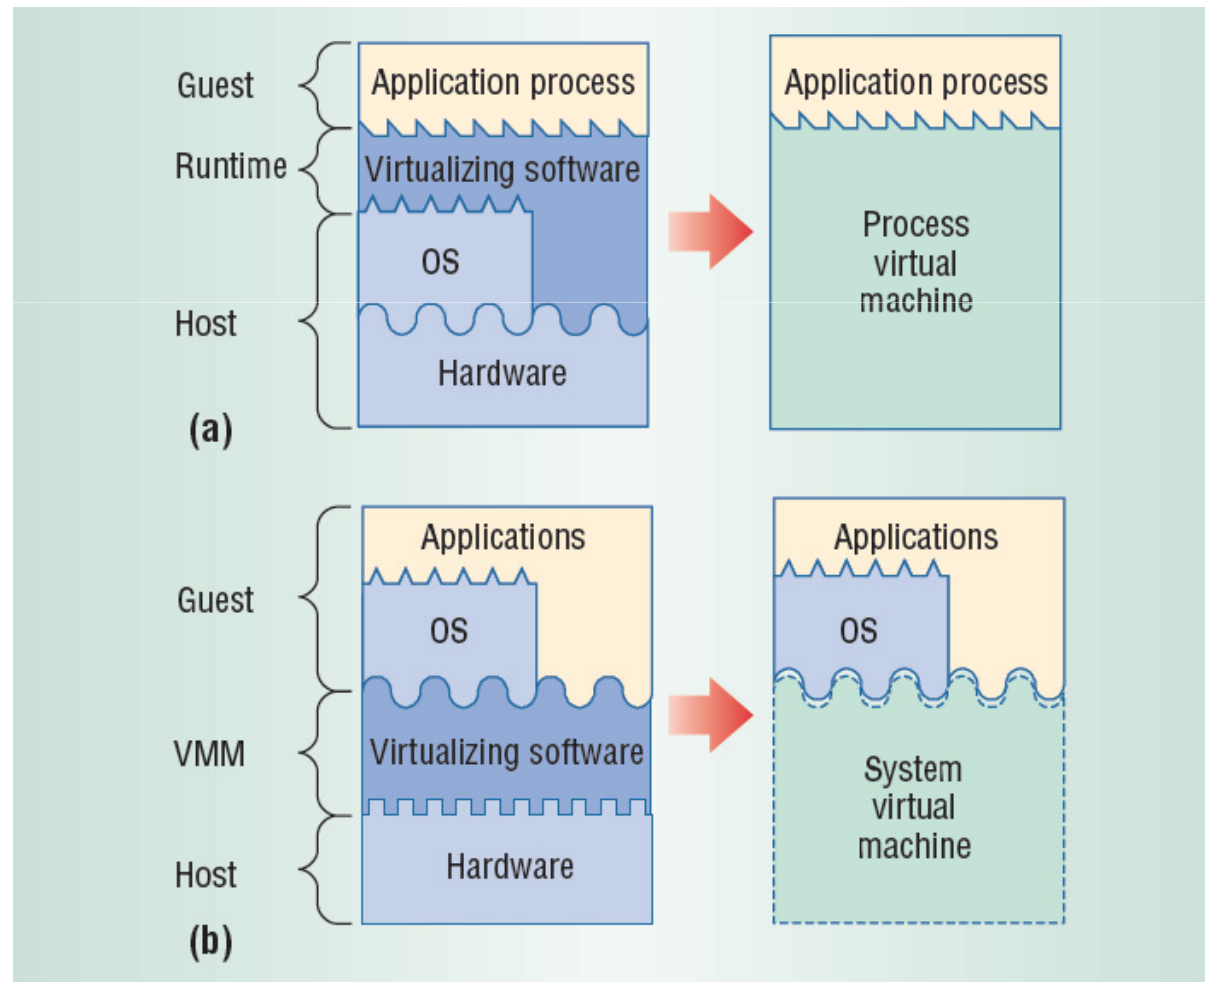 Guest
Application process
Application process
Runtime
Virtualizing software
Process
virtual
machine
OS
Host
Hardware
(a)
Applications
Applications
Guest
OS
OS
VMM
Virtualizing software
System
virtual
machine
Hardware
Host
(b)